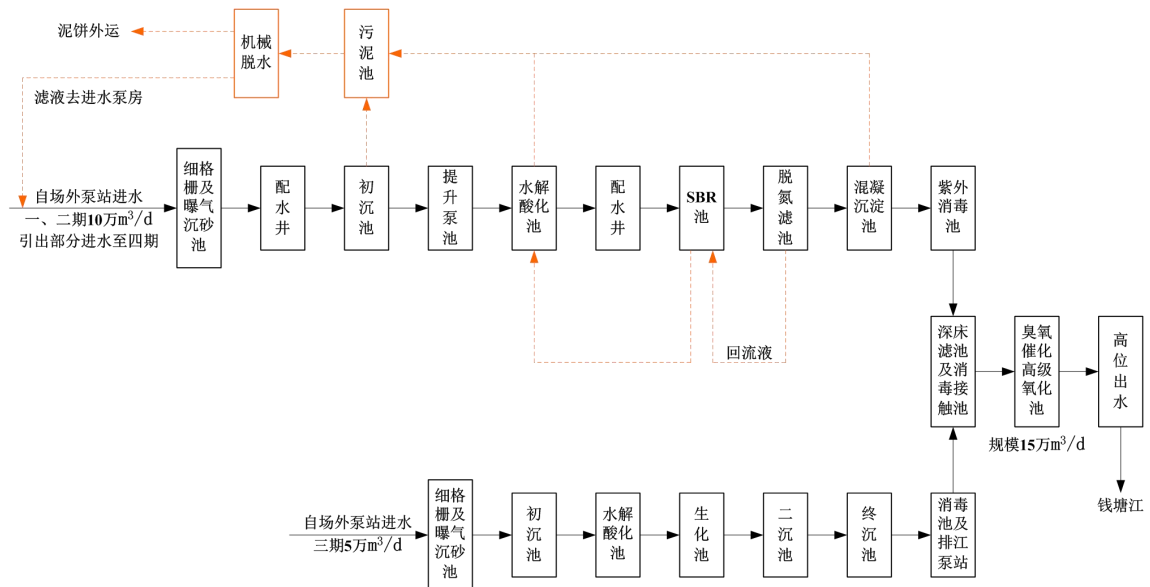 泥饼外运
机械
脱水
污
泥
池
滤液去进水泵房
自场外泵站进水
一、二期10万m³/d
引出部分进水至四期
细格
栅及
曝气
沉砂
池
配
水
井
初
沉
池
提
升
泵
池
水解
酸化
池
配
水
井
SBR
池
脱
氮
滤
池
混凝
沉淀
池
紫外
消毒
池
回流液
深床
滤池
及消
毒接
触池
臭氧
催化
高级
氧化
池
高
位
出
水
规模15万m³/d
钱塘江
自场外泵站进水
三期5万m³/d
细格
栅及
曝气
沉砂
池
初
沉
池
水解
酸化
池
生
化
池
二
沉
池
终
沉
池
消毒
池及
排江
泵站